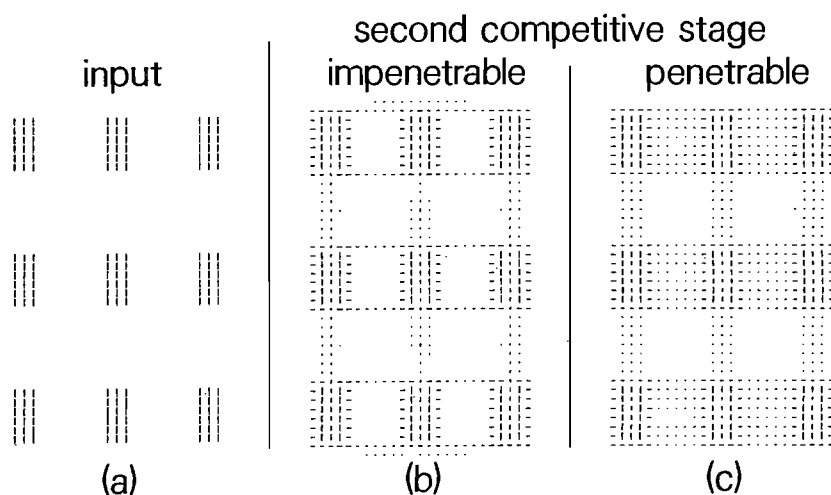 second competitive stage
input
impenetrable
penetrable
(a)
(b)
(c)